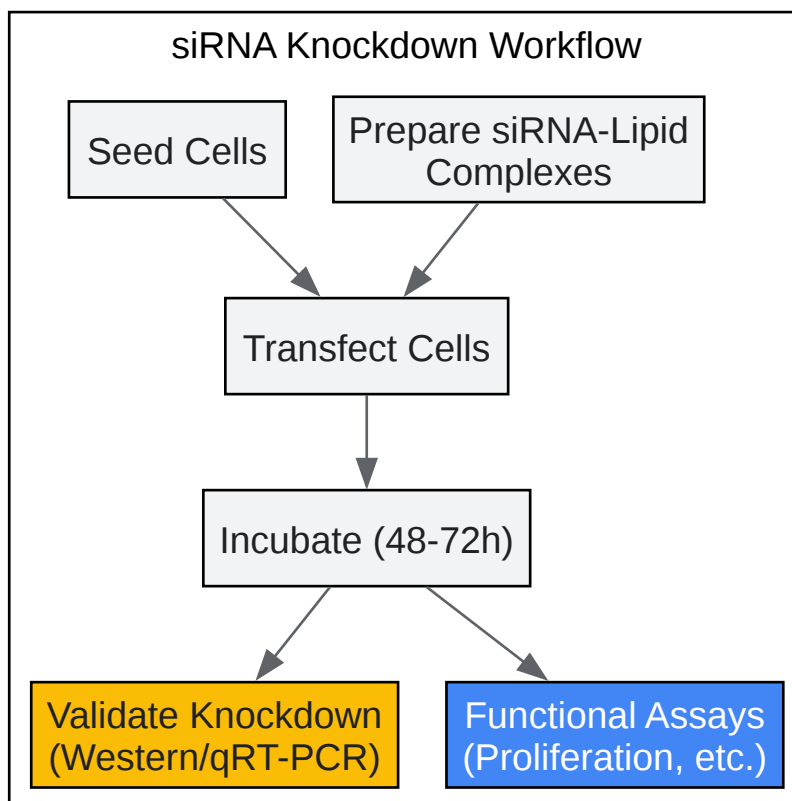 siRNA Knockdown Workflow
Seed Cells
Prepare siRNA-Lipid
Complexes
Transfect Cells
Incubate (48-72h)
Validate Knockdown
(Western/qRT-PCR)
Functional Assays
(Proliferation, etc.)